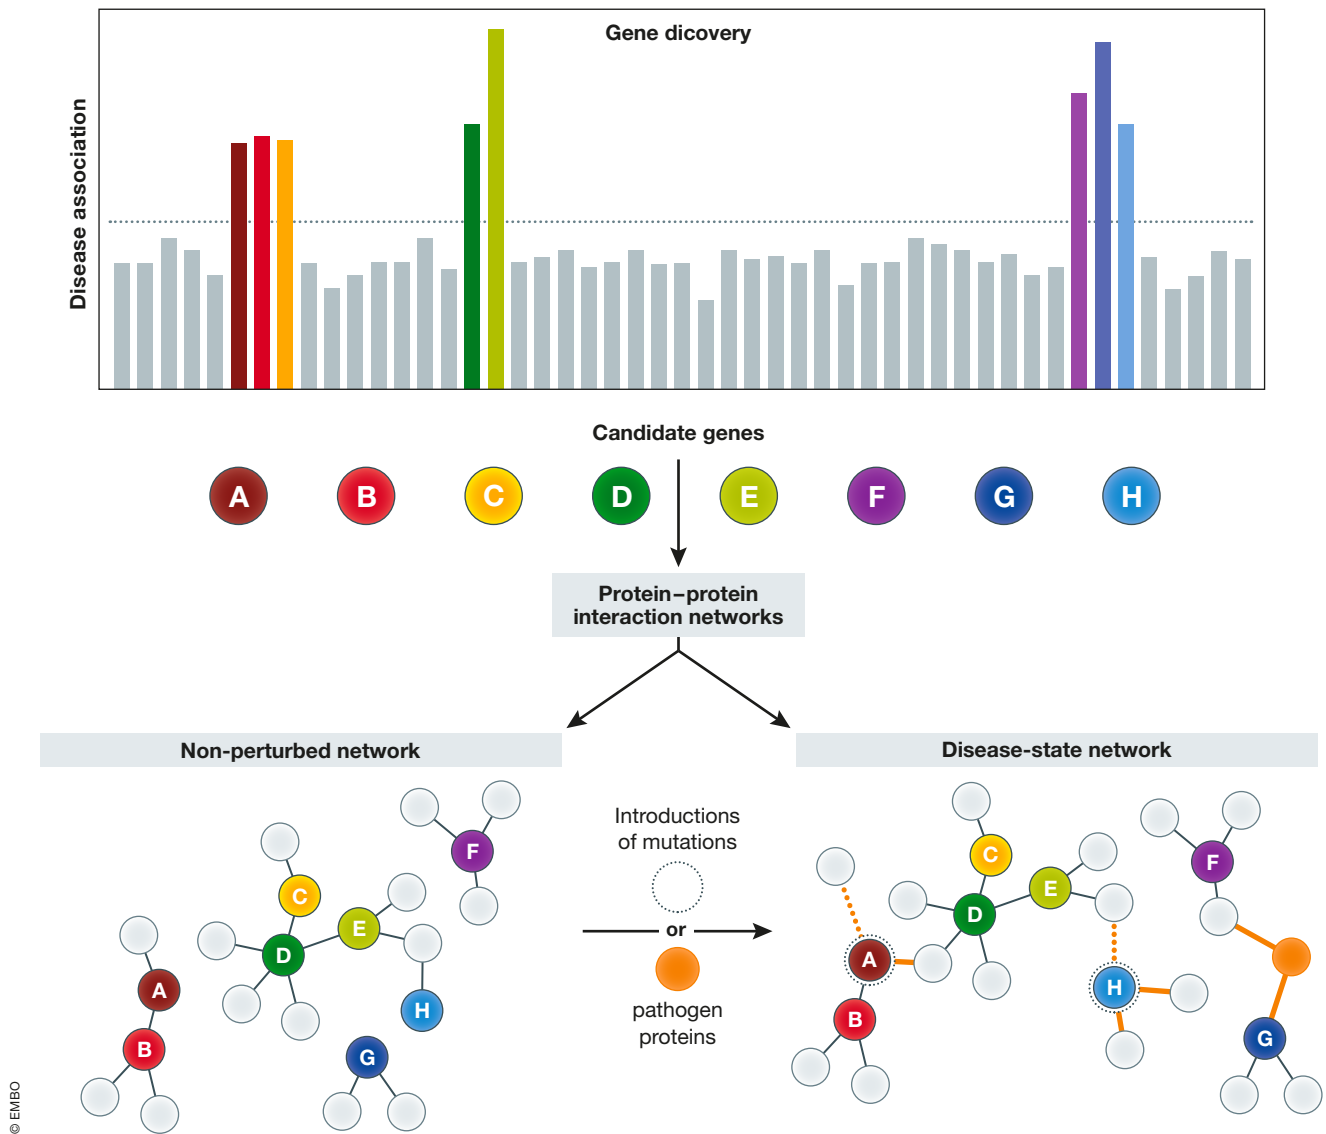 Gene dicovery
Disease association
Candidate genes
A B C D E F G H
Protein–protein
interaction networks
Non-perturbed network
Disease-state network
Introductions
of mutations
or
pathogen
proteins
F
C
E
D
A
H
B
G
C
F
E
D
A
H
B
G
© EMBO